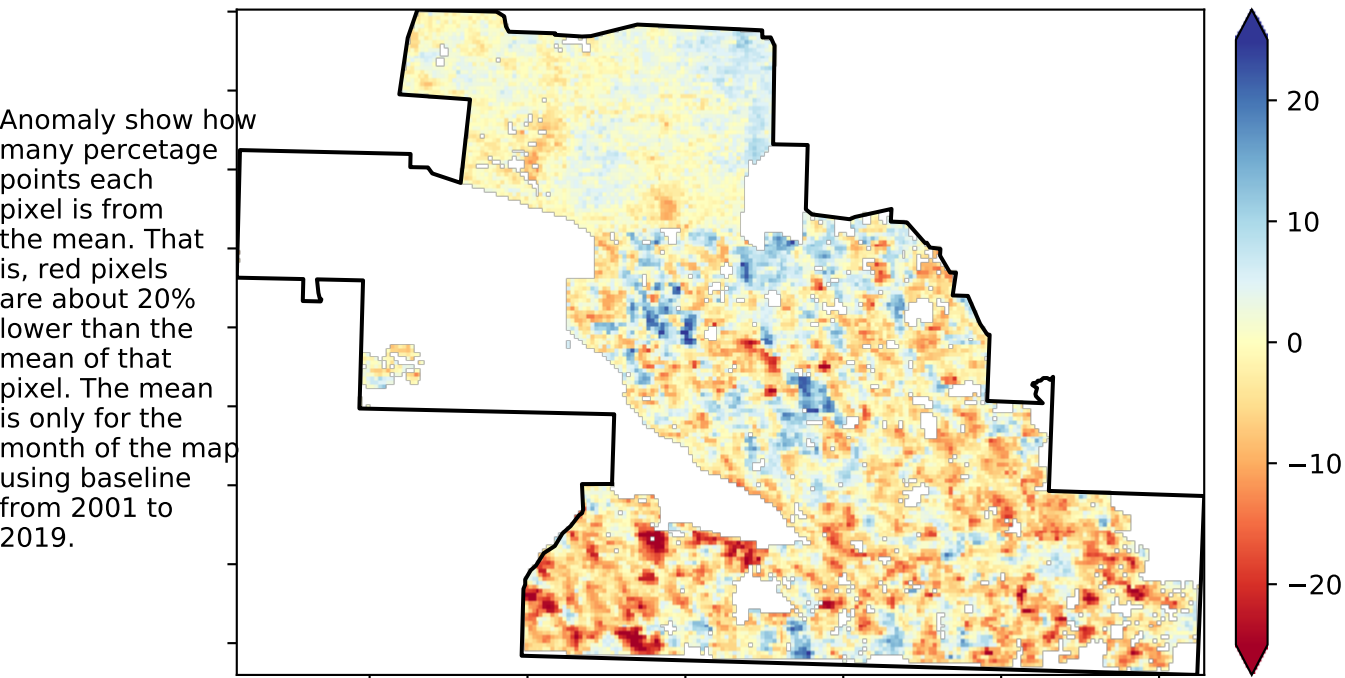 Anomaly show how
many percetage
points each
pixel is from
the mean. That
is, red pixels
are about 20%
lower than the
mean of that
pixel. The mean
is only for the
month of the map
using baseline
from 2001 to
2019.
20
10
0
−10
−20